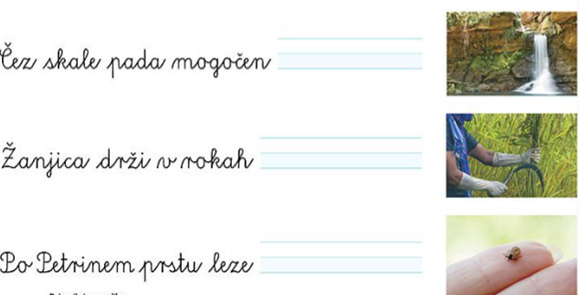 Čez skale pada mogočen
Žanjica drži v rokah
Po Petrinem prstu leze